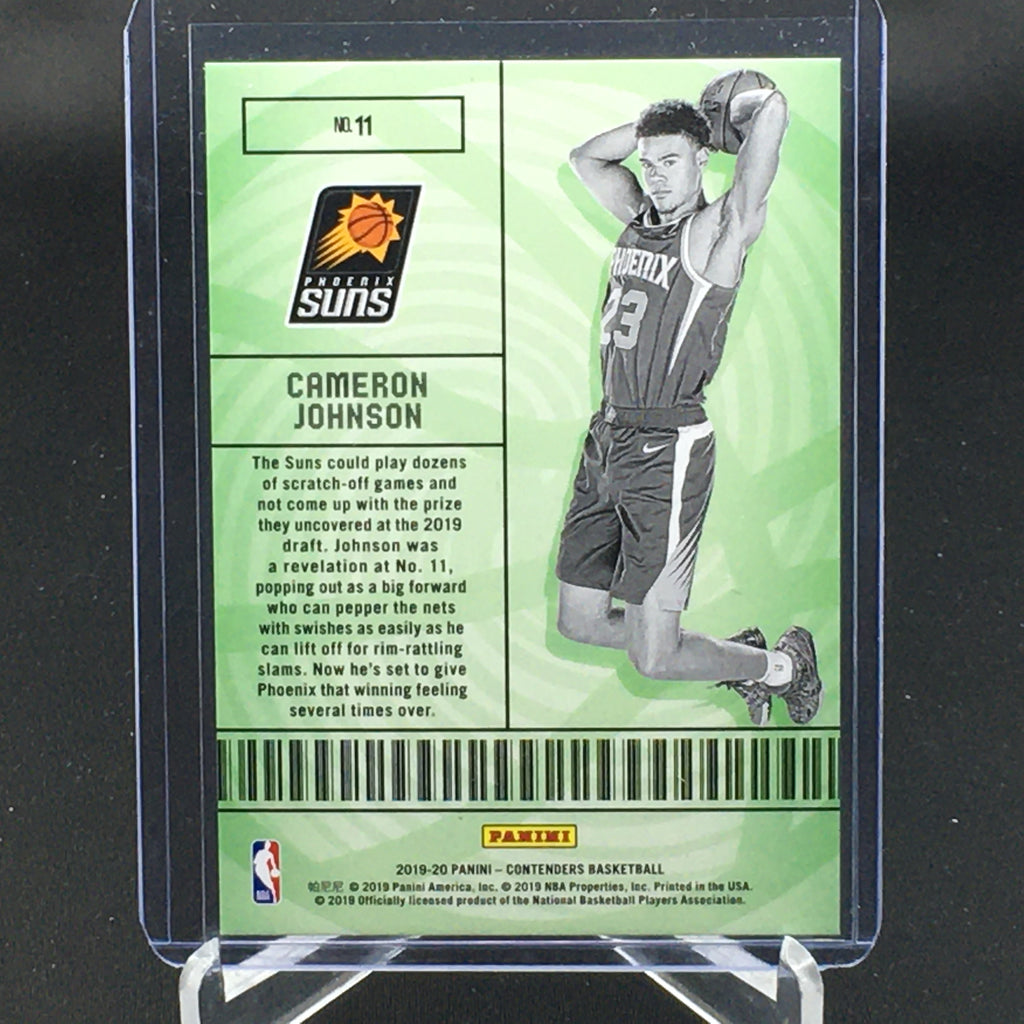 NO. 11
PHOENIX
SUNS
PHOENIX
23
CAMERON
JOHNSON
The Suns could play dozens
of scratch-off games and
not come up with the prize
they uncovered at the 2019
draft. Johnson was
a revelation at No. 11,
popping out as a big forward
who can pepper the nets
with swishes as easily as he
can lift off for rim-rattling
slams. Now he's set to give
Phoenix that winning feeling
several times over.
PANINI
2019-20 PANINI – CONTENDERS BASKETBALL
帕尼尼 © 2019 Panini America, Inc. © 2019 NBA Properties, Inc. Printed in the USA.
© 2019 Officially licensed product of the National Basketball Players Association.
NBA